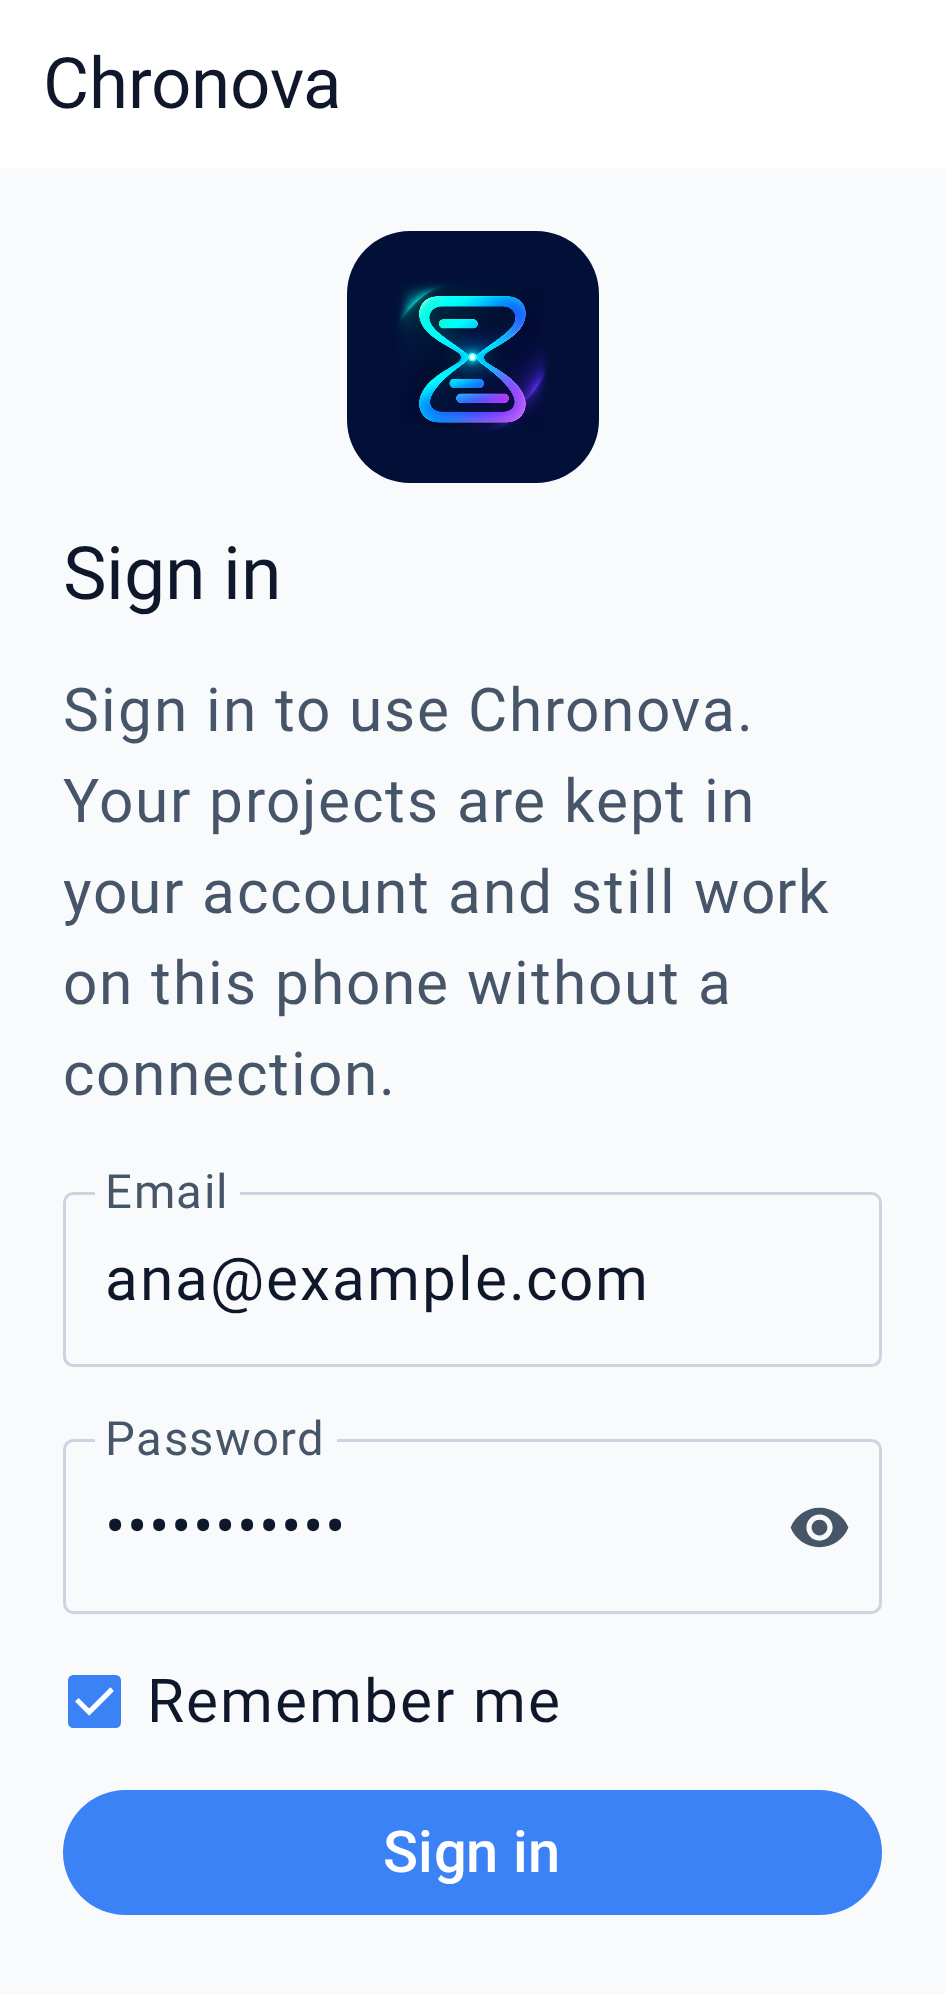 Chronova
Sign in
Sign in to use Chronova.
Your projects are kept in
your account and still work
on this phone without a
connection.
Email
ana@example.com
Password
•••••••••••
Remember me
Sign in